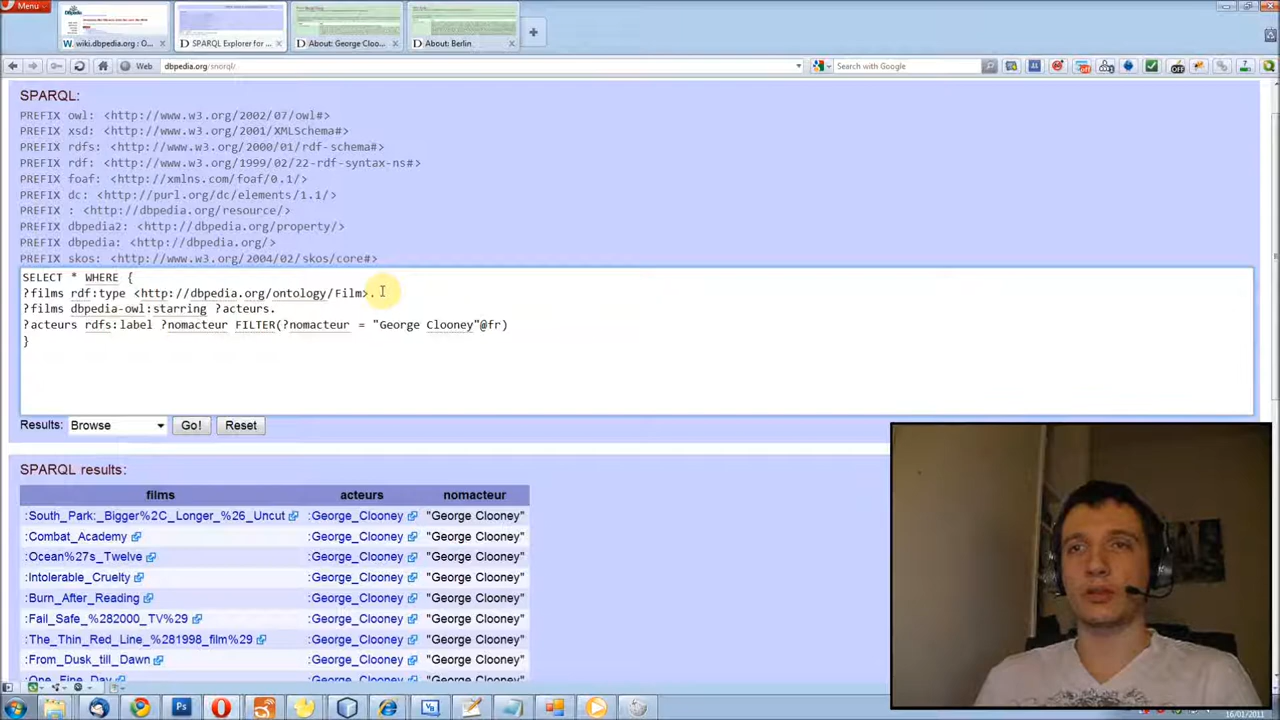 Menu
DBpedia
W wiki.dbpedia.org : O...
D SPARQL Explorer for ...
About: George Cloo...
D About: Berlin
Web
dbpedia.org/snorql/
Search with Google
OFF
SPARQL:
PREFIX owl: <http://www.w3.org/2002/07/owl#>
PREFIX xsd: <http://www.w3.org/2001/XMLSchema#>
PREFIX rdfs: <http://www.w3.org/2000/01/rdf-schema#>
PREFIX rdf: <http://www.w3.org/1999/02/22-rdf-syntax-ns#>
PREFIX foaf: <http://xmlns.com/foaf/0.1/>
PREFIX dc: <http://purl.org/dc/elements/1.1/>
PREFIX : <http://dbpedia.org/resource/>
PREFIX dbpedia2: <http://dbpedia.org/property/>
PREFIX dbpedia: <http://dbpedia.org/>
PREFIX skos: <http://www.w3.org/2004/02/skos/core#>
SELECT * WHERE {
?films rdf:type <http://dbpedia.org/ontology/Film>.
?films dbpedia-owl:starring ?acteurs.
?acteurs rdfs:label ?nomacteur FILTER(?nomacteur = "George Clooney"@fr)
}
Results: Browse Go! Reset
SPARQL results:
films acteurs nomacteur
:South_Park:_Bigger%2C_Longer_%26_Uncut :George_Clooney "George Clooney"
:Combat_Academy :George_Clooney "George Clooney"
:Ocean%27s_Twelve :George_Clooney "George Clooney"
:Intolerable_Cruelty :George_Clooney "George Clooney"
:Burn_After_Reading :George_Clooney "George Clooney"
:Fail_Safe_%282000_TV%29 :George_Clooney "George Clooney"
:The_Thin_Red_Line_%281998_film%29 :George_Clooney "George Clooney"
:From_Dusk_till_Dawn :George_Clooney "George Clooney"
:One_Fine_Day :George_Clooney "George Clooney"
16/01/2011